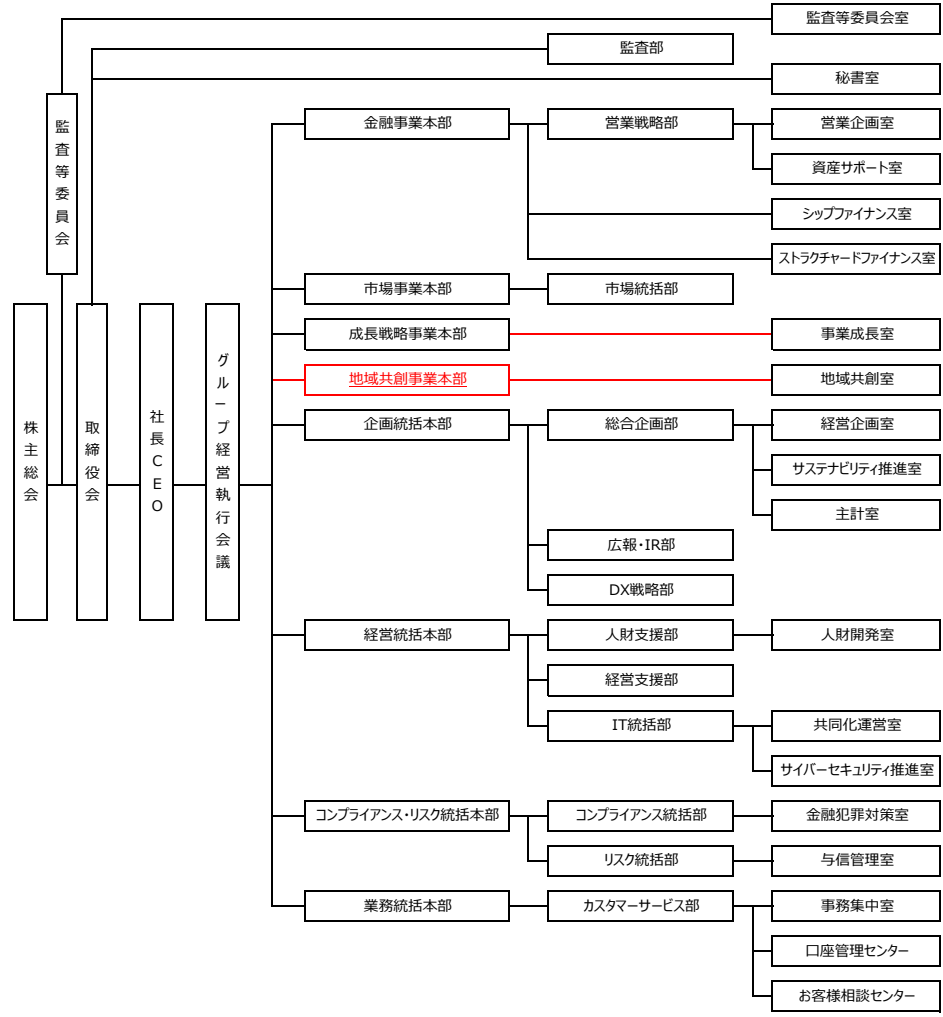 監査等委員会室
監査部
秘書室
監査等委員会
金融事業本部
営業戦略部
営業企画室
資産サポート室
シップファイナンス室
ストラクチャードファイナンス室
市場事業本部
市場統括部
株主総会
取締役会
社長CEO
グループ経営執行会議
成長戦略事業本部
事業成長室
地域共創事業本部
地域共創室
企画統括本部
総合企画部
経営企画室
サステナビリティ推進室
主計室
広報・IR部
DX戦略部
経営統括本部
人財支援部
人財開発室
経営支援部
IT統括部
共同化運営室
サイバーセキュリティ推進室
コンプライアンス・リスク統括本部
コンプライアンス統括部
金融犯罪対策室
リスク統括部
与信管理室
業務統括本部
カスタマーサービス部
事務集中室
口座管理センター
お客様相談センター